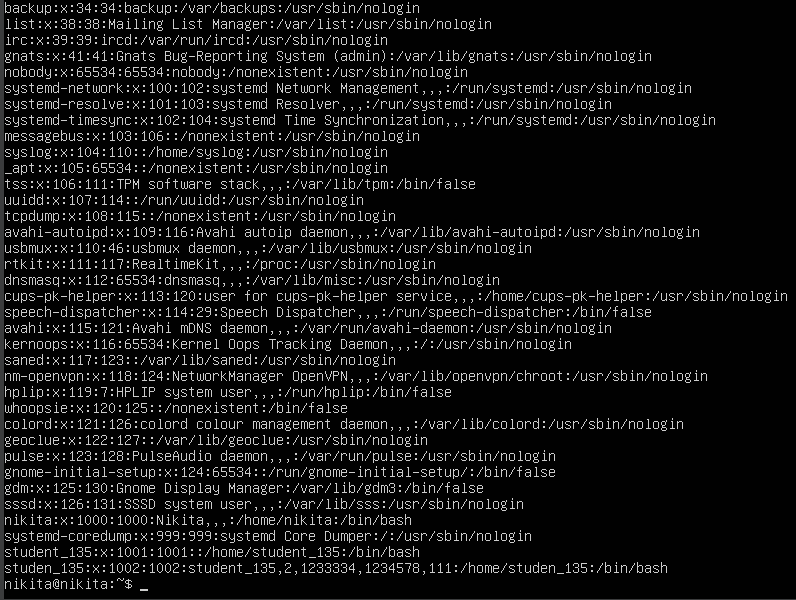 backup:x:34:34:backup:/var/backups:/usr/sbin/nologin
list:x:38:38:Mailing List Manager:/var/list:/usr/sbin/nologin
irc:x:39:39:ircd:/var/run/ircd:/usr/sbin/nologin
gnats:x:41:41:Gnats Bug-Reporting System (admin):/var/lib/gnats:/usr/sbin/nologin
nobody:x:65534:65534:nobody:/nonexistent:/usr/sbin/nologin
systemd-network:x:100:102:systemd Network Management,,,:/run/systemd:/usr/sbin/nologin
systemd-resolve:x:101:103:systemd Resolver,,,:/run/systemd:/usr/sbin/nologin
systemd-timesync:x:102:104:systemd Time Synchronization,,,:/run/systemd:/usr/sbin/nologin
messagebus:x:103:106::/nonexistent:/usr/sbin/nologin
syslog:x:104:110::/home/syslog:/usr/sbin/nologin
_apt:x:105:65534::/nonexistent:/usr/sbin/nologin
tss:x:106:111:TPM software stack,,,:/var/lib/tpm:/bin/false
uuidd:x:107:114::/run/uuidd:/usr/sbin/nologin
tcpdump:x:108:115::/nonexistent:/usr/sbin/nologin
avahi-autoipd:x:109:116:Avahi autoip daemon,,,:/var/lib/avahi-autoipd:/usr/sbin/nologin
usbmux:x:110:46:usbmux daemon,,,:/var/lib/usbmux:/usr/sbin/nologin
rtkit:x:111:117:RealtimeKit,,,:/proc:/usr/sbin/nologin
dnsmasq:x:112:65534:dnsmasq,,,:/var/lib/misc:/usr/sbin/nologin
cups-pk-helper:x:113:120:user for cups-pk-helper service,,,:/home/cups-pk-helper:/usr/sbin/nologin
speech-dispatcher:x:114:29:Speech Dispatcher,,,:/run/speech-dispatcher:/bin/false
avahi:x:115:121:Avahi mDNS daemon,,,:/var/run/avahi-daemon:/usr/sbin/nologin
kernoops:x:116:65534:Kernel Oops Tracking Daemon,,,:/:/usr/sbin/nologin
saned:x:117:123::/var/lib/saned:/usr/sbin/nologin
nm-openvpn:x:118:124:NetworkManager OpenVPN,,,:/var/lib/openvpn/chroot:/usr/sbin/nologin
hplip:x:119:7:HPLIP system user,,,:/run/hplip:/bin/false
whoopsie:x:120:125::/nonexistent:/bin/false
colord:x:121:126:colord colour management daemon,,,:/var/lib/colord:/usr/sbin/nologin
geoclue:x:122:127::/var/lib/geoclue:/usr/sbin/nologin
pulse:x:123:128:PulseAudio daemon,,,:/var/run/pulse:/usr/sbin/nologin
gnome-initial-setup:x:124:65534::/run/gnome-initial-setup/:/bin/false
gdm:x:125:130:Gnome Display Manager:/var/lib/gdm3:/bin/false
sssd:x:126:131:SSSD system user,,,:/var/lib/sss:/usr/sbin/nologin
nikita:x:1000:1000:Nikita,,,:/home/nikita:/bin/bash
systemd-coredump:x:999:999:systemd Core Dumper:/:/usr/sbin/nologin
student_135:x:1001:1001::/home/student_135:/bin/bash
studen_135:x:1002:1002:student_135,2,1233334,1234578,111:/home/studen_135:/bin/bash
nikita@nikita:~$ _